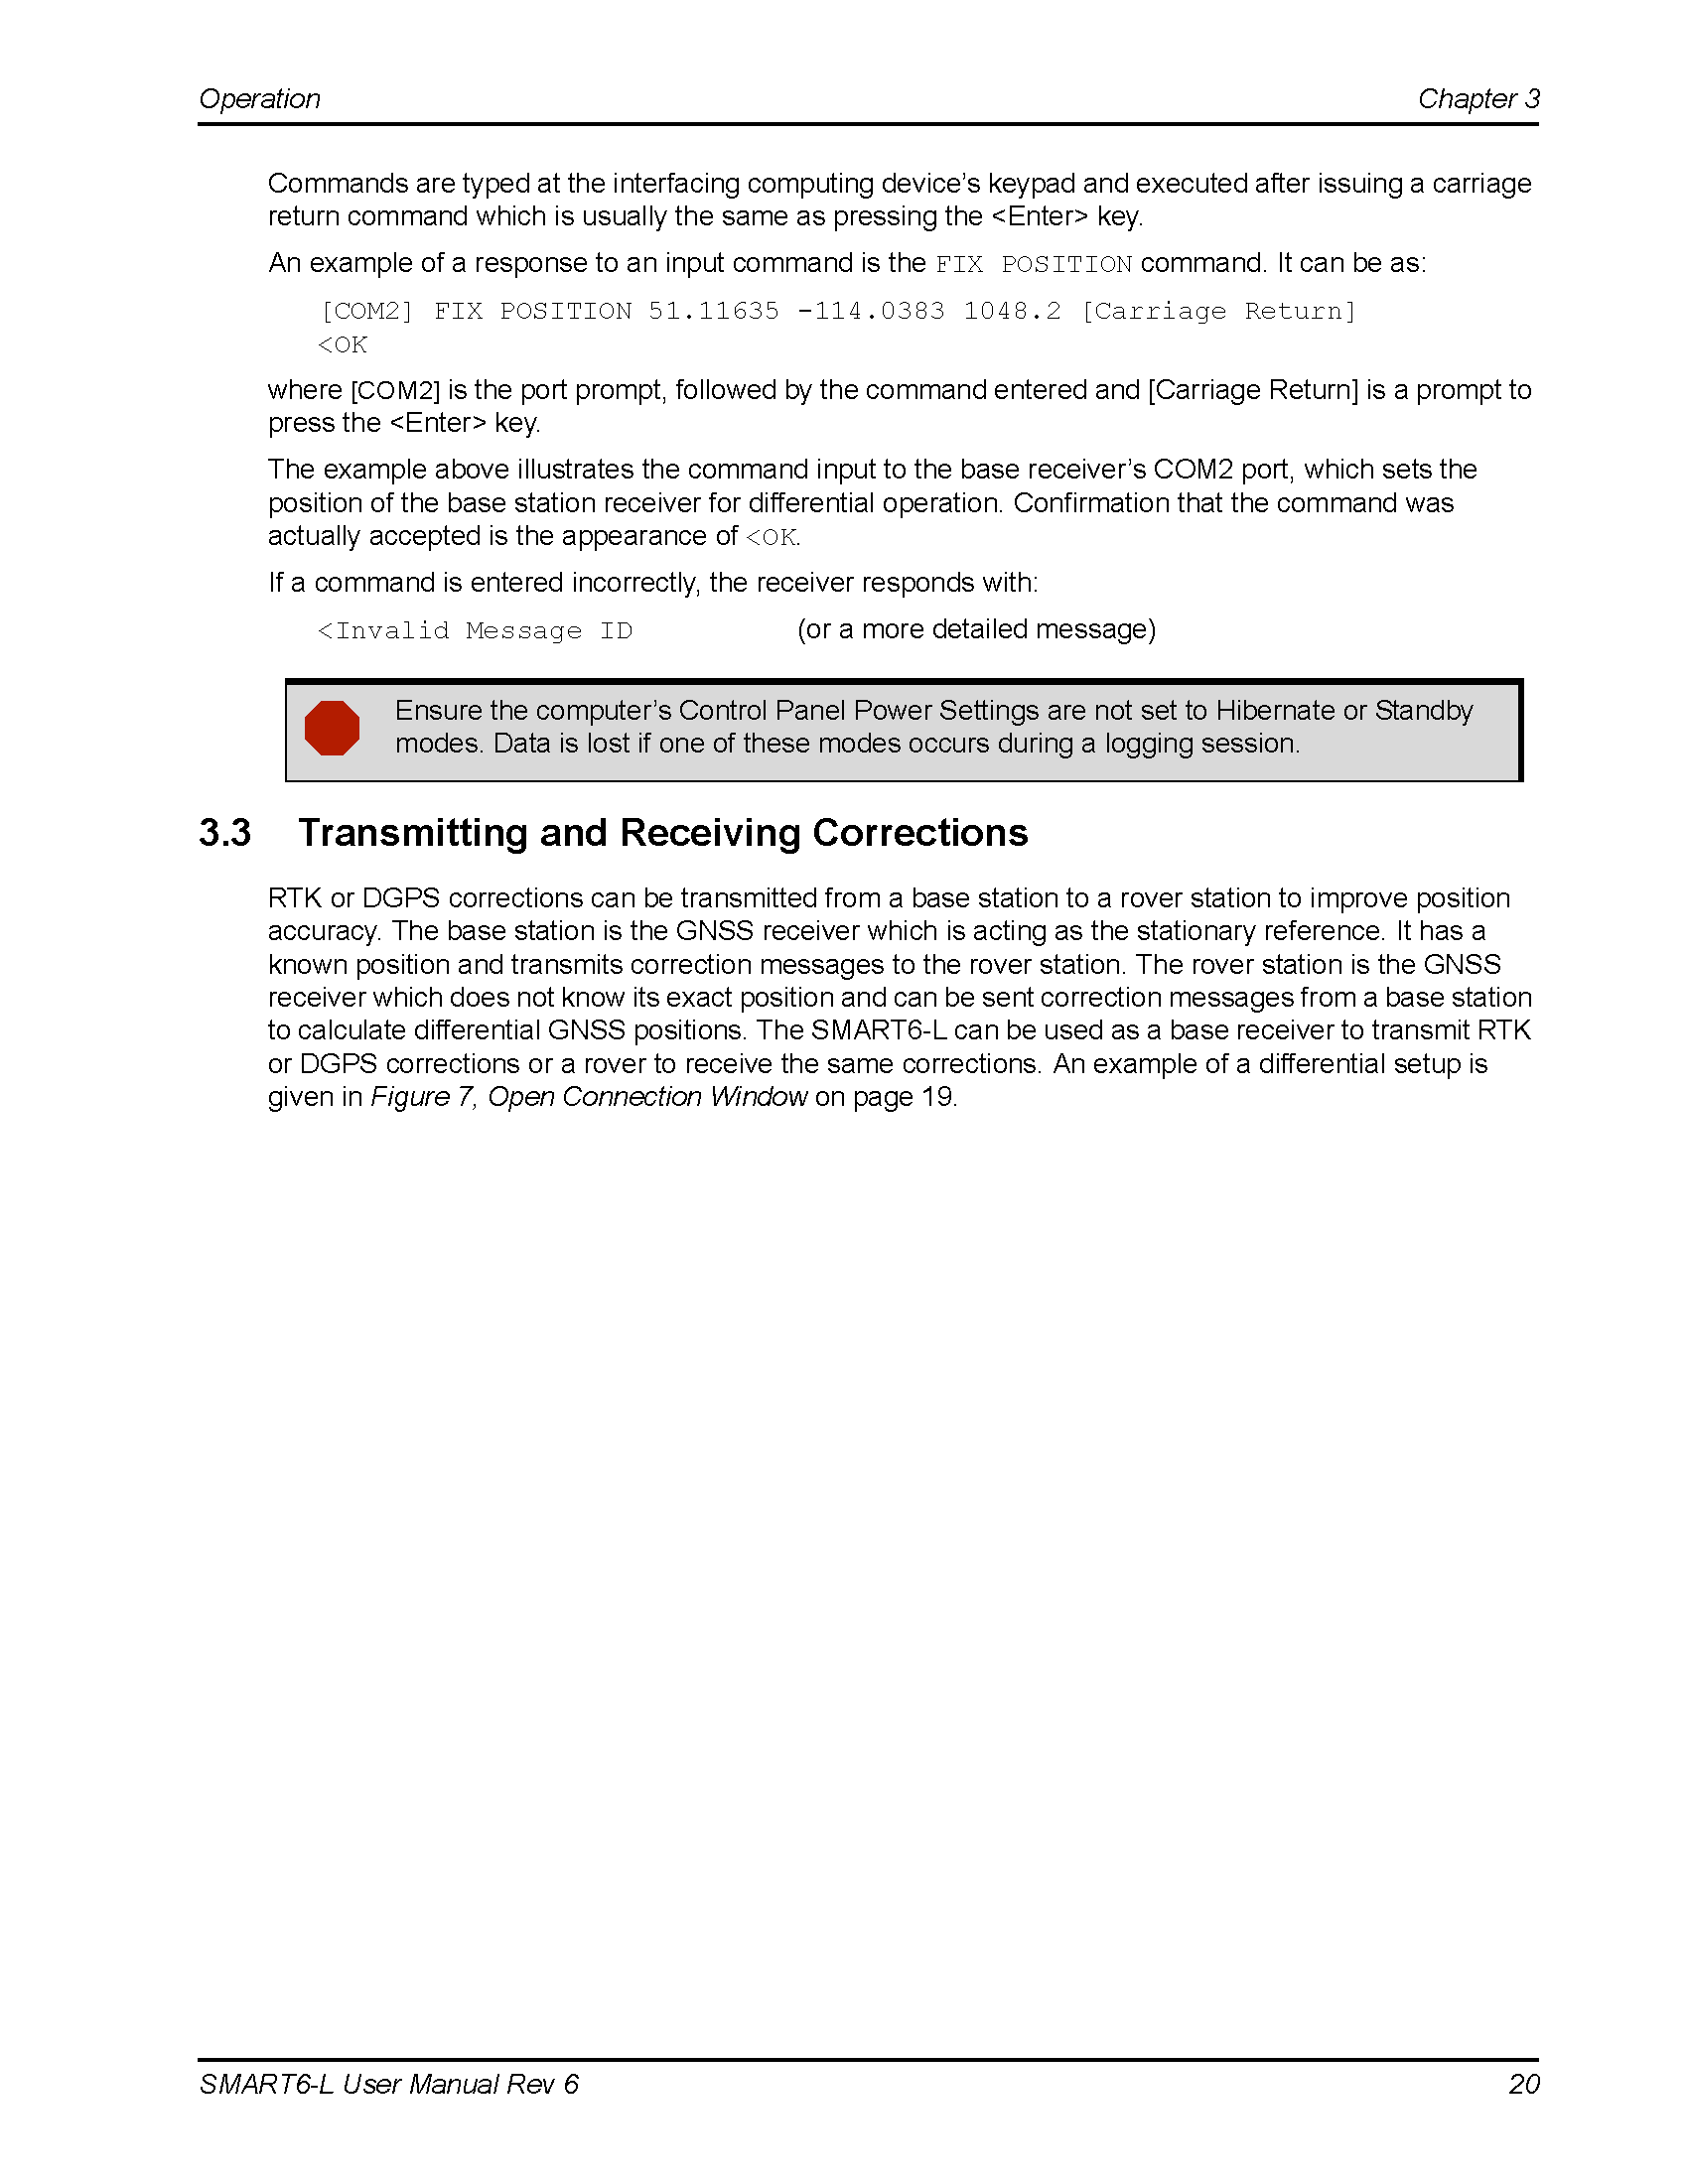 Operation Chapter 3
Commands are typed at the interfacing computing device’s keypad and executed after issuing a carriage
return command which is usually the same as pressing the <Enter> key.
An example of a response to an input command is the FIX POSITION command. It can be as:
[COM2] FIX POSITION 51.11635 -114.0383 1048.2 [Carriage Return]
<OK
where [COM2] is the port prompt, followed by the command entered and [Carriage Return] is a prompt to
press the <Enter> key.
The example above illustrates the command input to the base receiver’s COM2 port, which sets the
position of the base station receiver for differential operation. Confirmation that the command was
actually accepted is the appearance of <OK.
If a command is entered incorrectly, the receiver responds with:
<Invalid Message ID (or a more detailed message)
Ensure the computer’s Control Panel Power Settings are not set to Hibernate or Standby
modes. Data is lost if one of these modes occurs during a logging session.
3.3 Transmitting and Receiving Corrections
RTK or DGPS corrections can be transmitted from a base station to a rover station to improve position
accuracy. The base station is the GNSS receiver which is acting as the stationary reference. It has a
known position and transmits correction messages to the rover station. The rover station is the GNSS
receiver which does not know its exact position and can be sent correction messages from a base station
to calculate differential GNSS positions. The SMART6-L can be used as a base receiver to transmit RTK
or DGPS corrections or a rover to receive the same corrections. An example of a differential setup is
given in Figure 7, Open Connection Window on page 19.
SMART6-L User Manual Rev 6 20